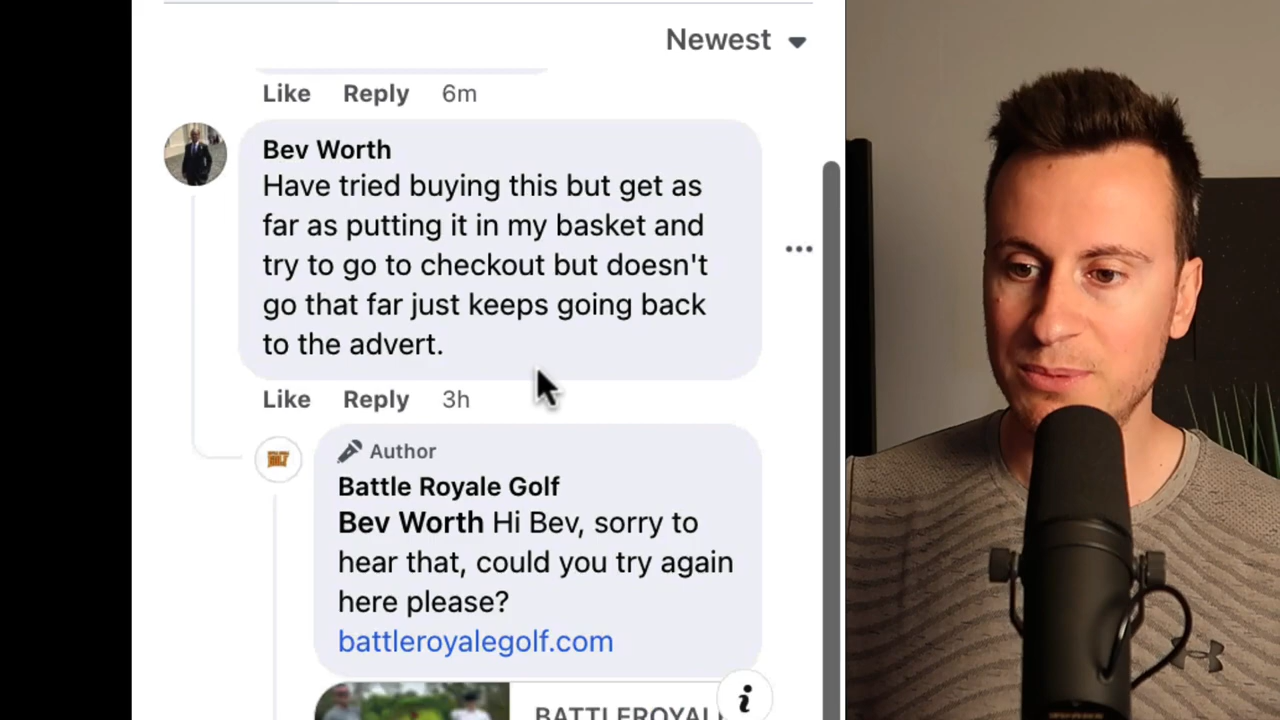 Newest
Like Reply 6m
Bev Worth
Have tried buying this but get as
far as putting it in my basket and
try to go to checkout but doesn't
go that far just keeps going back
to the advert.
Like Reply 3h
Author
Battle Royale Golf
Bev Worth Hi Bev, sorry to
hear that, could you try again
here please?
battleroyalegolf.com